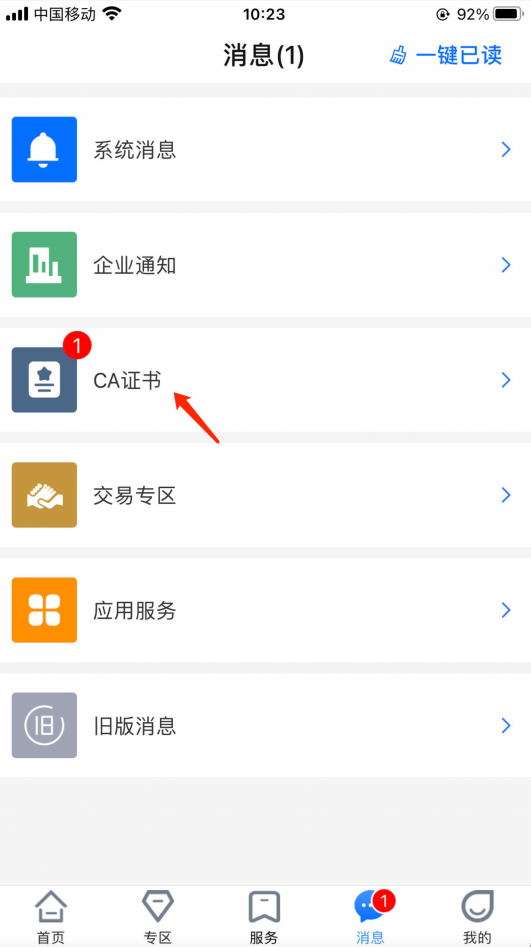 中国移动 10:23 92%
消息(1) 一键已读
系统消息
企业通知
1
CA证书
交易专区
应用服务
旧 旧版消息
1
首页 专区 服务 消息 我的